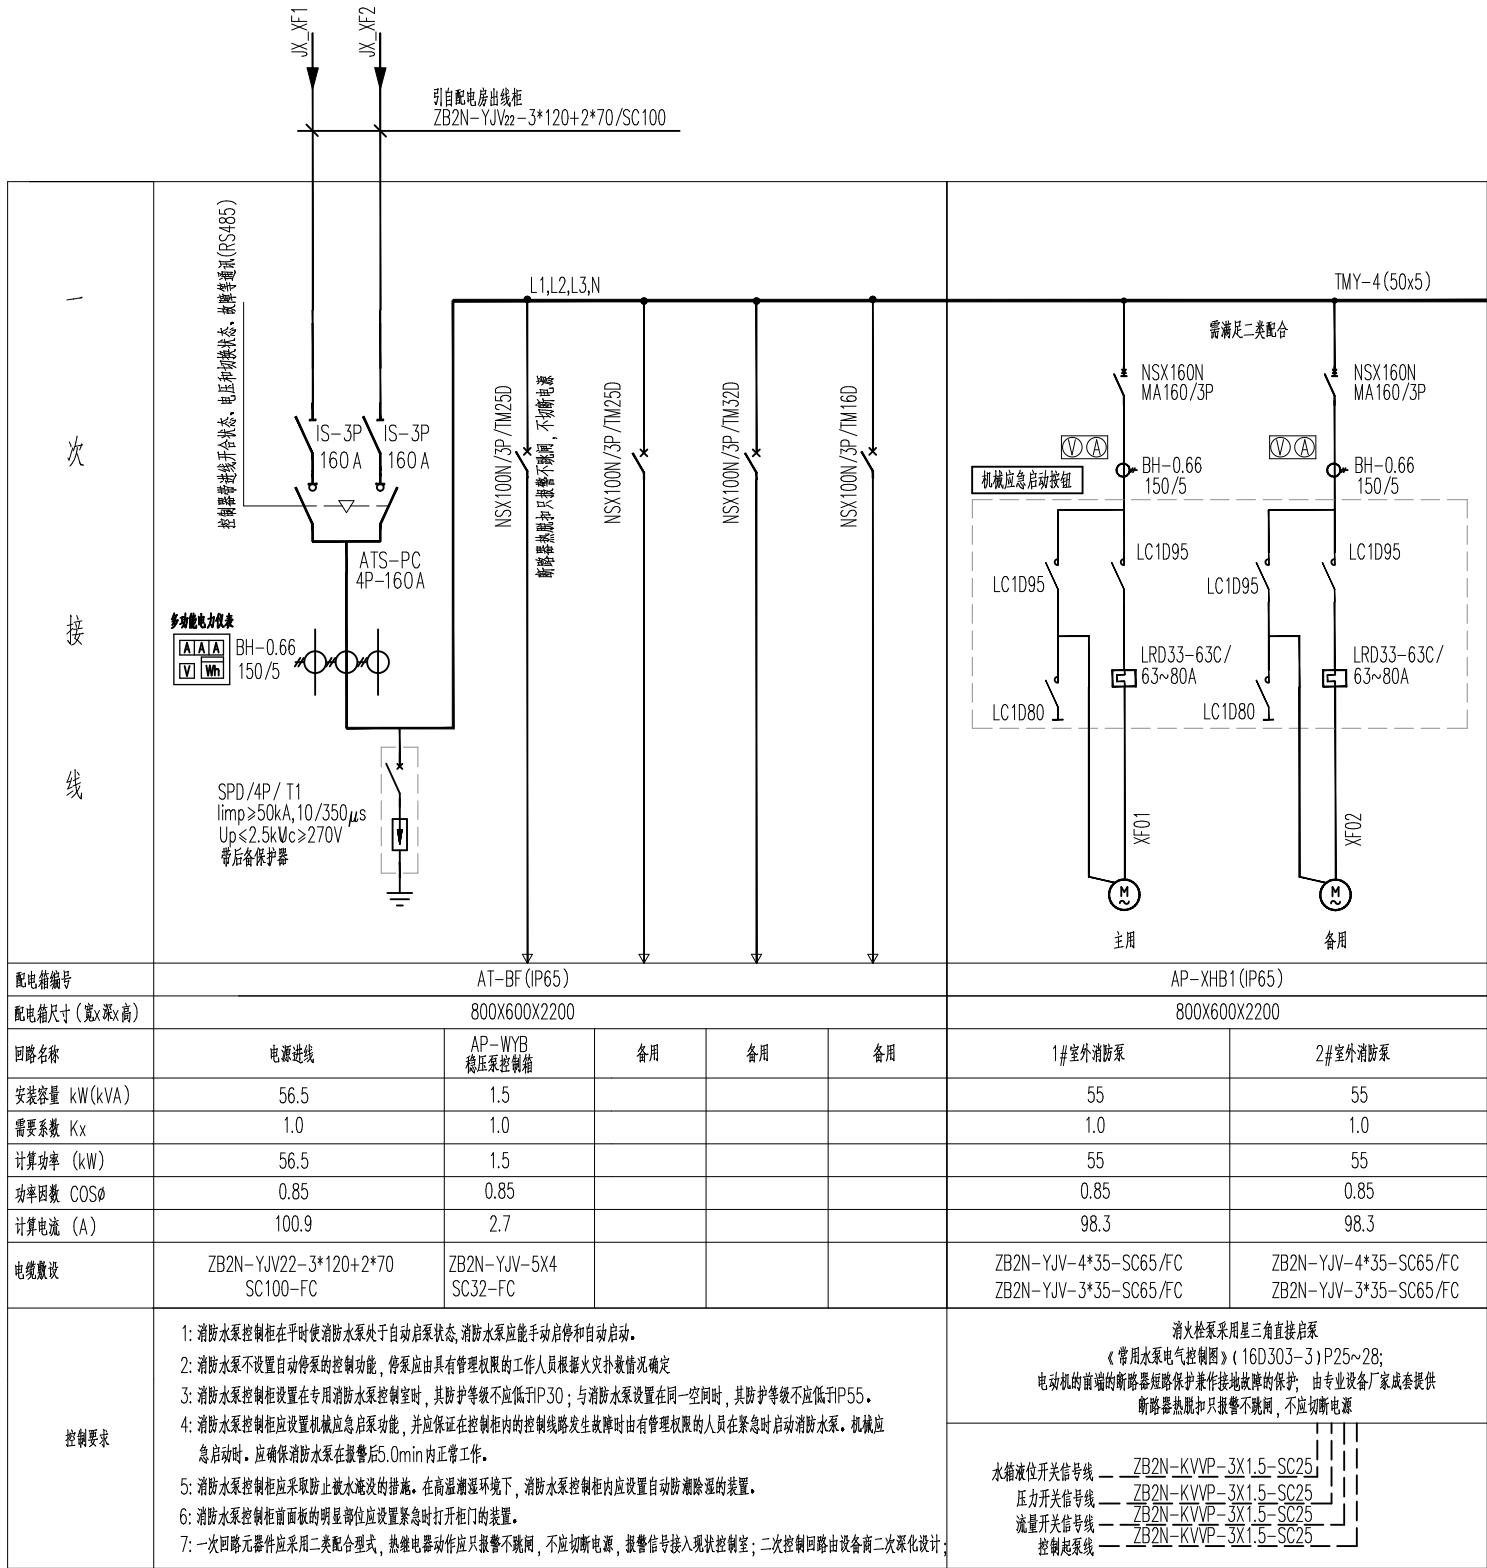 JX_XF1
JX_XF2
引自配电房出线柜
ZB2N-YJV22-3*120+2*70/SC100
一次接线
控制器带进线开合状态、电压和切换状态、故障等通讯(RS485)
IS-3P
160A
IS-3P
160A
ATS-PC
4P-160A
多功能电力仪表
A A A
V Wh
BH-0.66
150/5
SPD/4P/ T1
Iimp≥50kA,10/350μs
Up≤2.5kVUc≥270V
带后备保护器
L1,L2,L3,N
NSX100N/3P/TM25D
断路器热脱扣只报警不跳闸,不切断电源
NSX100N/3P/TM25D
NSX100N/3P/TM32D
NSX100N/3P/TM16D
TMY-4(50x5)
需满足二类配合
NSX160N
MA160/3P
NSX160N
MA160/3P
V A
BH-0.66
150/5
V A
BH-0.66
150/5
机械应急启动按钮
LC1D95
LC1D95
LC1D95
LC1D95
LRD33-63C/
63~80A
LRD33-63C/
63~80A
LC1D80
LC1D80
XF01
XF02
M
~
M
~
主用
备用
配电箱编号 AT-BF(IP65) AP-XHB1(IP65)
配电箱尺寸(宽x深x高) 800X600X2200 800X600X2200
回路名称 电源进线 AP-WYB 稳压泵控制箱 备用 备用 备用 1#室外消防泵 2#室外消防泵
安装容量 kW(kVA) 56.5 1.5 55 55
需要系数 Kx 1.0 1.0 1.0 1.0
计算功率 (kW) 56.5 1.5 55 55
功率因数 COSø 0.85 0.85 0.85 0.85
计算电流 (A) 100.9 2.7 98.3 98.3
电缆敷设
ZB2N-YJV22-3*120+2*70
SC100-FC
ZB2N-YJV-5X4
SC32-FC
ZB2N-YJV-4*35-SC65/FC
ZB2N-YJV-3*35-SC65/FC
ZB2N-YJV-4*35-SC65/FC
ZB2N-YJV-3*35-SC65/FC
控制要求
1: 消防水泵控制柜在平时使消防水泵处于自动启泵状态,消防水泵应能手动启停和自动启动。
2: 消防水泵不设置自动停泵的控制功能,停泵应由具有管理权限的工作人员根据火灾扑救情况确定
3: 消防水泵控制柜设置在专用消防水泵控制室时,其防护等级不应低于IP30;与消防水泵设置在同一空间时,其防护等级不应低于IP55。
4: 消防水泵控制柜应设置机械应急启泵功能,并应保证在控制柜内的控制线路发生故障时由有管理权限的人员在紧急时启动消防水泵。机械应
急启动时。应确保消防水泵在报警后5.0min内正常工作。
5: 消防水泵控制柜应采取防止被水淹没的措施。在高温潮湿环境下,消防水泵控制柜内应设置自动防潮除湿的装置。
6: 消防水泵控制柜前面板的明显部位应设置紧急时打开柜门的装置。
7: 一次回路元器件应采用二类配合型式,热继电器动作应只报警不跳闸,不应切断电源,报警信号接入现状控制室;二次控制回路由设备商二次深化设计;
消火栓泵采用星三角直接启泵
《常用水泵电气控制图》(16D303-3)P25~28;
电动机的前端的断路器短路保护兼作接地故障的保护; 由专业设备厂家成套提供
断路器热脱扣只报警不跳闸,不应切断电源
水箱液位开关信号线 ZB2N-KVVP-3X1.5-SC25
压力开关信号线 ZB2N-KVVP-3X1.5-SC25
流量开关信号线 ZB2N-KVVP-3X1.5-SC25
控制起泵线 ZB2N-KVVP-3X1.5-SC25